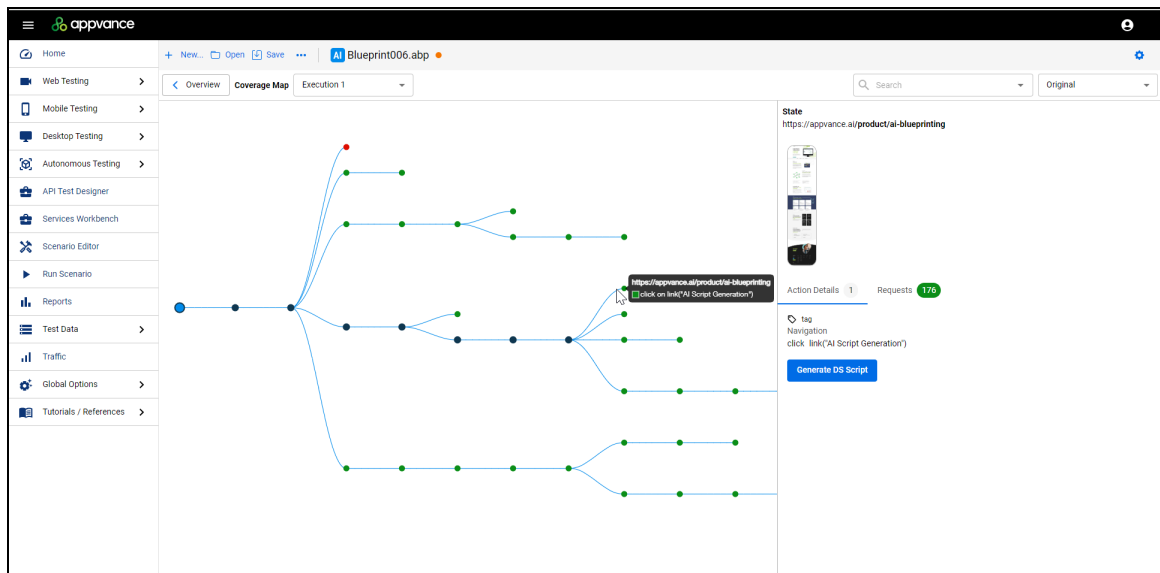 appvance
Home
Web Testing
Mobile Testing
Desktop Testing
Autonomous Testing
API Test Designer
Services Workbench
Scenario Editor
Run Scenario
Reports
Test Data
Traffic
Global Options
Tutorials / References
+ New... Open Save ••• AI Blueprint006.abp
Overview Coverage Map Execution 1 Search Original
State
https://appvance.ai/product/ai-blueprinting
https://appvance.ai/product/ai-blueprinting
click on link("AI Script Generation")
Action Details 1 Requests 176
tag
Navigation
click link("AI Script Generation")
Generate DS Script